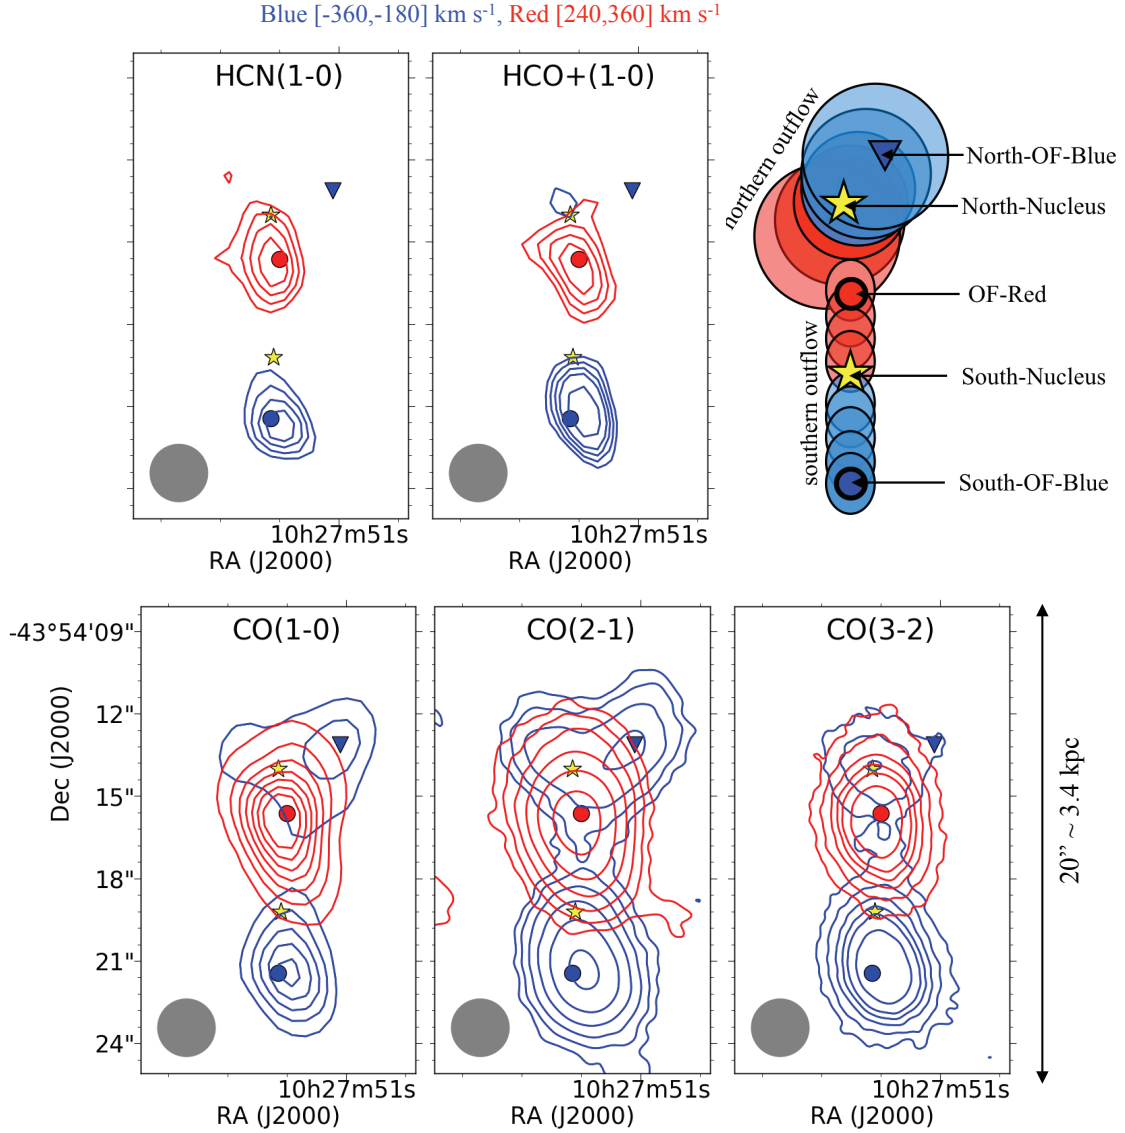 Blue [-360,-180] km s-1, Red [240,360] km s-1
HCN(1-0)
HCO+(1-0)
10h27m51s
10h27m51s
RA (J2000)
RA (J2000)
northern outflow
southern outflow
North-OF-Blue
North-Nucleus
OF-Red
South-Nucleus
South-OF-Blue
CO(1-0)
CO(2-1)
CO(3-2)
-43°54'09"
12"
15"
18"
21"
24"
Dec (J2000)
10h27m51s
10h27m51s
10h27m51s
RA (J2000)
RA (J2000)
RA (J2000)
20” ~ 3.4 kpc